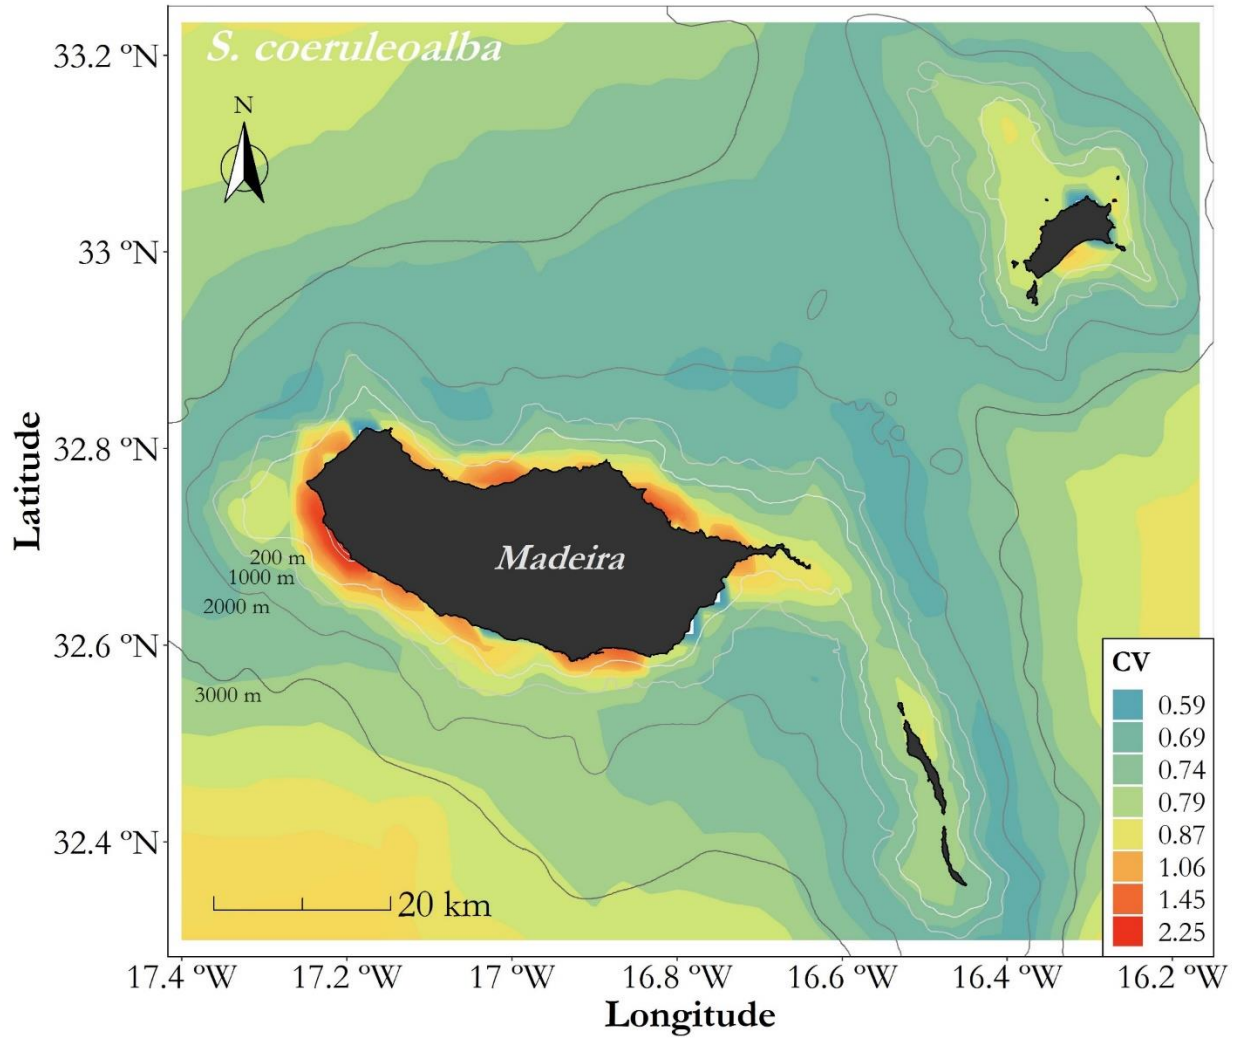 S. coeruleoalba
N
33.2 ºN
33 ºN
32.8 ºN
32.6 ºN
32.4 ºN
Latitude
Madeira
200 m
1000 m
2000 m
3000 m
20 km
CV
0.59
0.69
0.74
0.79
0.87
1.06
1.45
2.25
17.4 ºW
17.2 ºW
17 ºW
16.8 ºW
16.6 ºW
16.4 ºW
16.2 ºW
Longitude